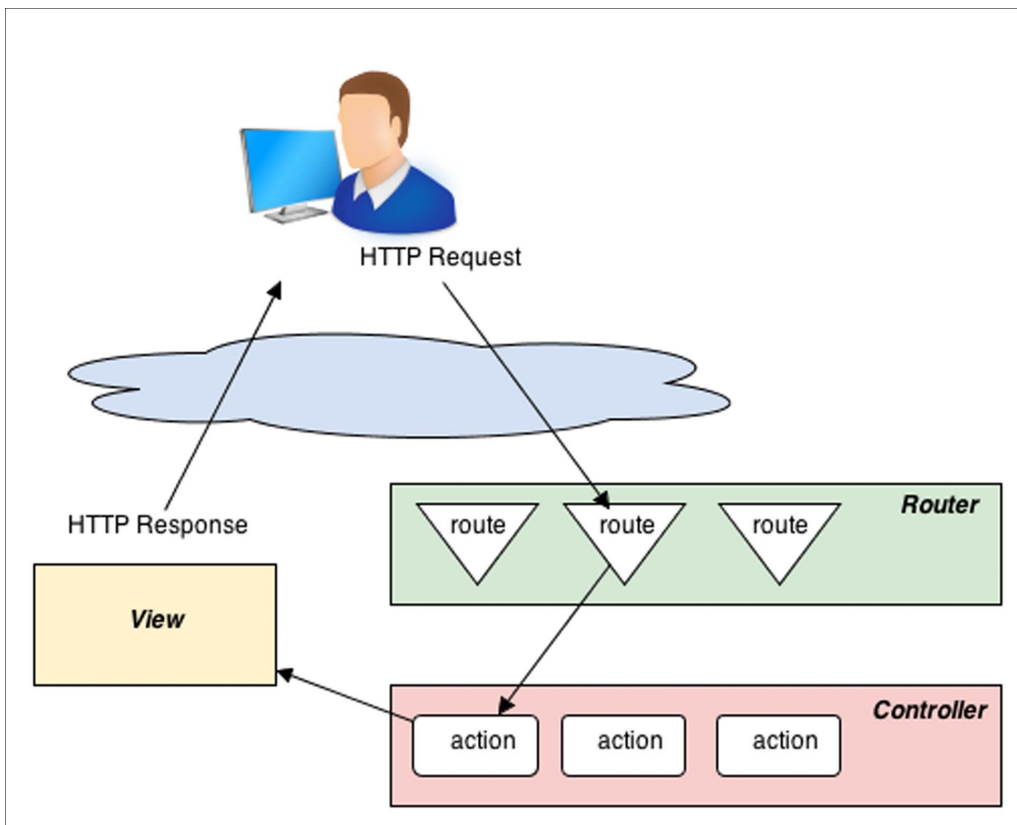 HTTP Request
HTTP Response
View
Router
route
route
route
Controller
action
action
action